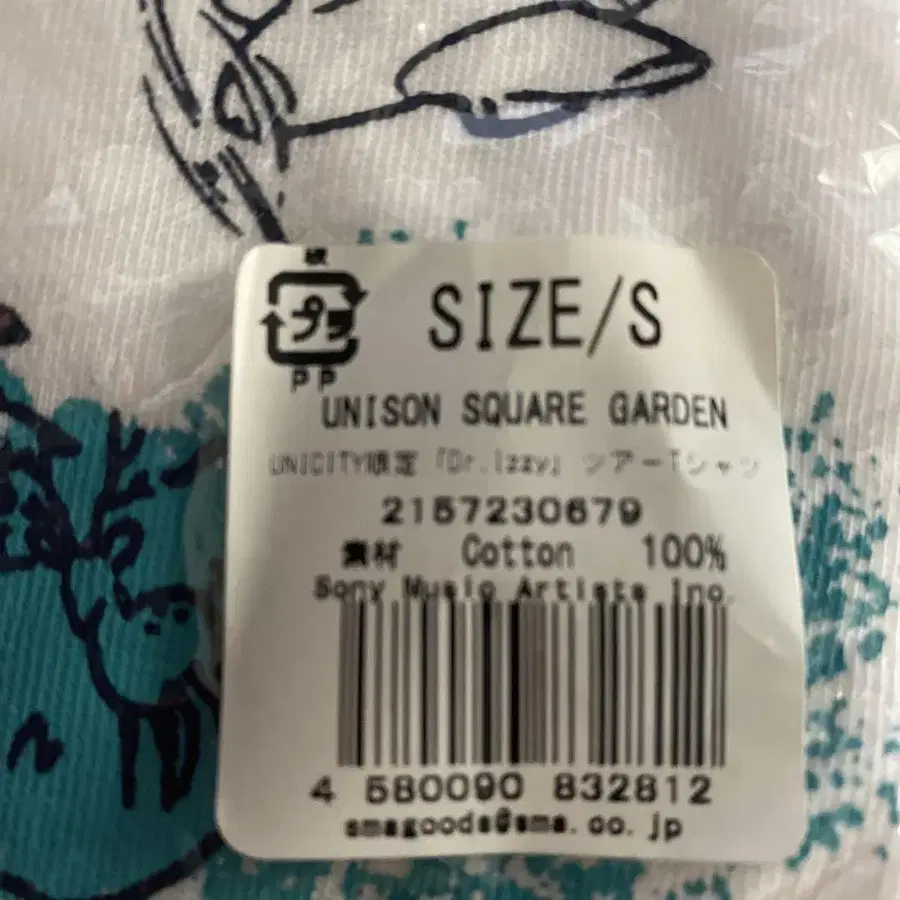 袋
プラ
PP
SIZE/S
UNISON SQUARE GARDEN
UNICITY限定「Dr.Izzy」ツアーTシャツ
2157230679
素材 Cotton 100%
Sony Music Artists Inc.
4 580090 832812
smagoods@sma.co.jp